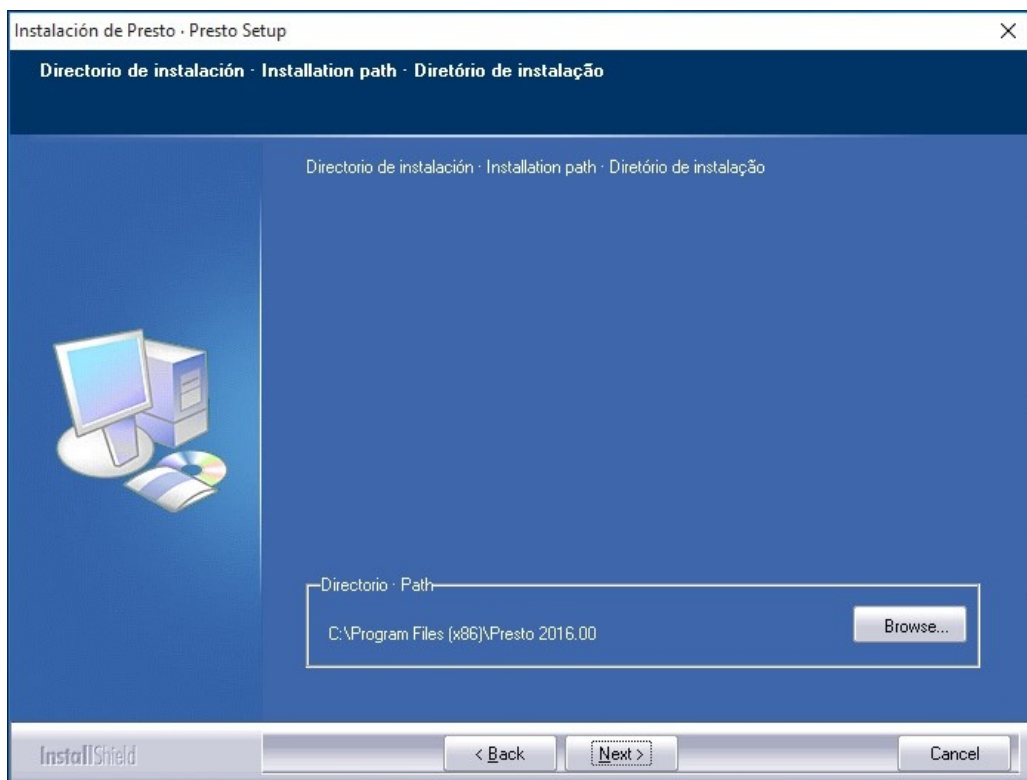 Instalación de Presto · Presto Setup
Directorio de instalación · Installation path · Diretório de instalação
Directorio de instalación · Installation path · Diretório de instalação
Directorio · Path
C:\Program Files (x86)\Presto 2016.00
Browse...
InstallShield
< Back
Next >
Cancel